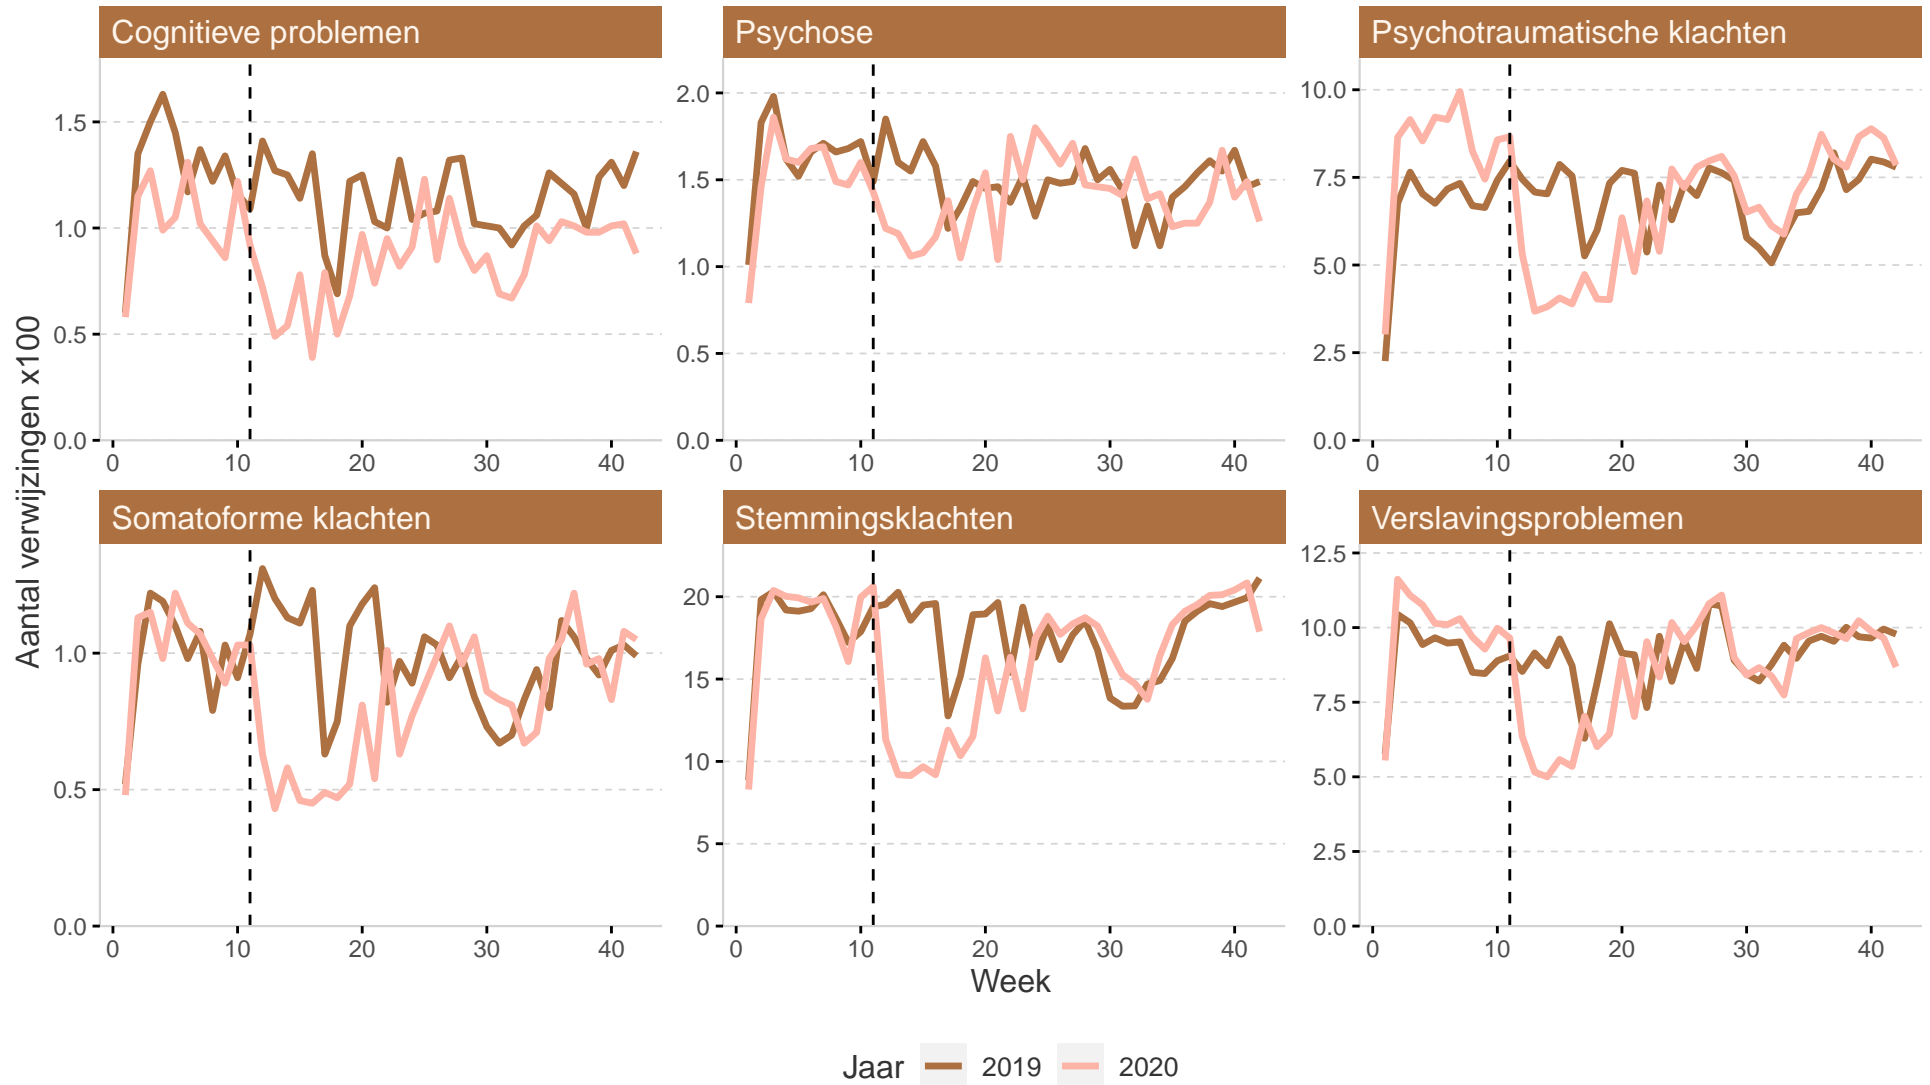 Cognitieve problemen
Psychose
Psychotraumatische klachten
1.5
1.0
0.5
0.0
0 10 20 30 40
2.0
1.5
1.0
0.5
0.0
0 10 20 30 40
10.0
7.5
5.0
2.5
0.0
0 10 20 30 40
Aantal verwijzingen x100
Somatoforme klachten
Stemmingsklachten
Verslavingsproblemen
1.0
0.5
0.0
0 10 20 30 40
20
15
10
5
0
0 10 20 30 40
12.5
10.0
7.5
5.0
2.5
0.0
0 10 20 30 40
Week
Jaar 2019 2020